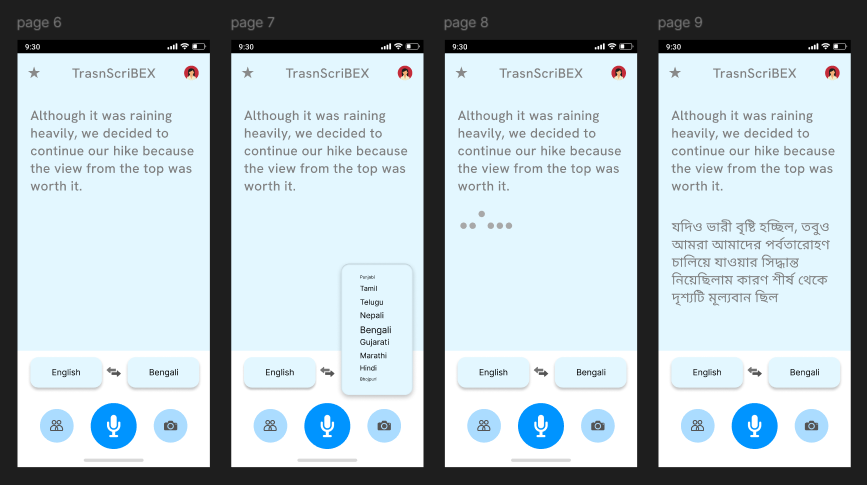 page 6
9:30
TrasnScriBEX
Although it was raining
heavily, we decided to
continue our hike because
the view from the top was
worth it.
English
Bengali
page 7
9:30
TrasnScriBEX
Although it was raining
heavily, we decided to
continue our hike because
the view from the top was
worth it.
Punjabi
Tamil
Telugu
Nepali
Bengali
Gujarati
Marathi
Hindi
Bhojpuri
English
page 8
9:30
TrasnScriBEX
Although it was raining
heavily, we decided to
continue our hike because
the view from the top was
worth it.
English
Bengali
page 9
9:30
TrasnScriBEX
Although it was raining
heavily, we decided to
continue our hike because
the view from the top was
worth it.
যদিও ভারী বৃষ্টি হচ্ছিল, তবুও
আমরা আমাদের পর্বতারোহণ
চালিয়ে যাওয়ার সিদ্ধান্ত
নিয়েছিলাম কারণ শীর্ষ থেকে
দৃশ্যটি মূল্যবান ছিল
English
Bengali